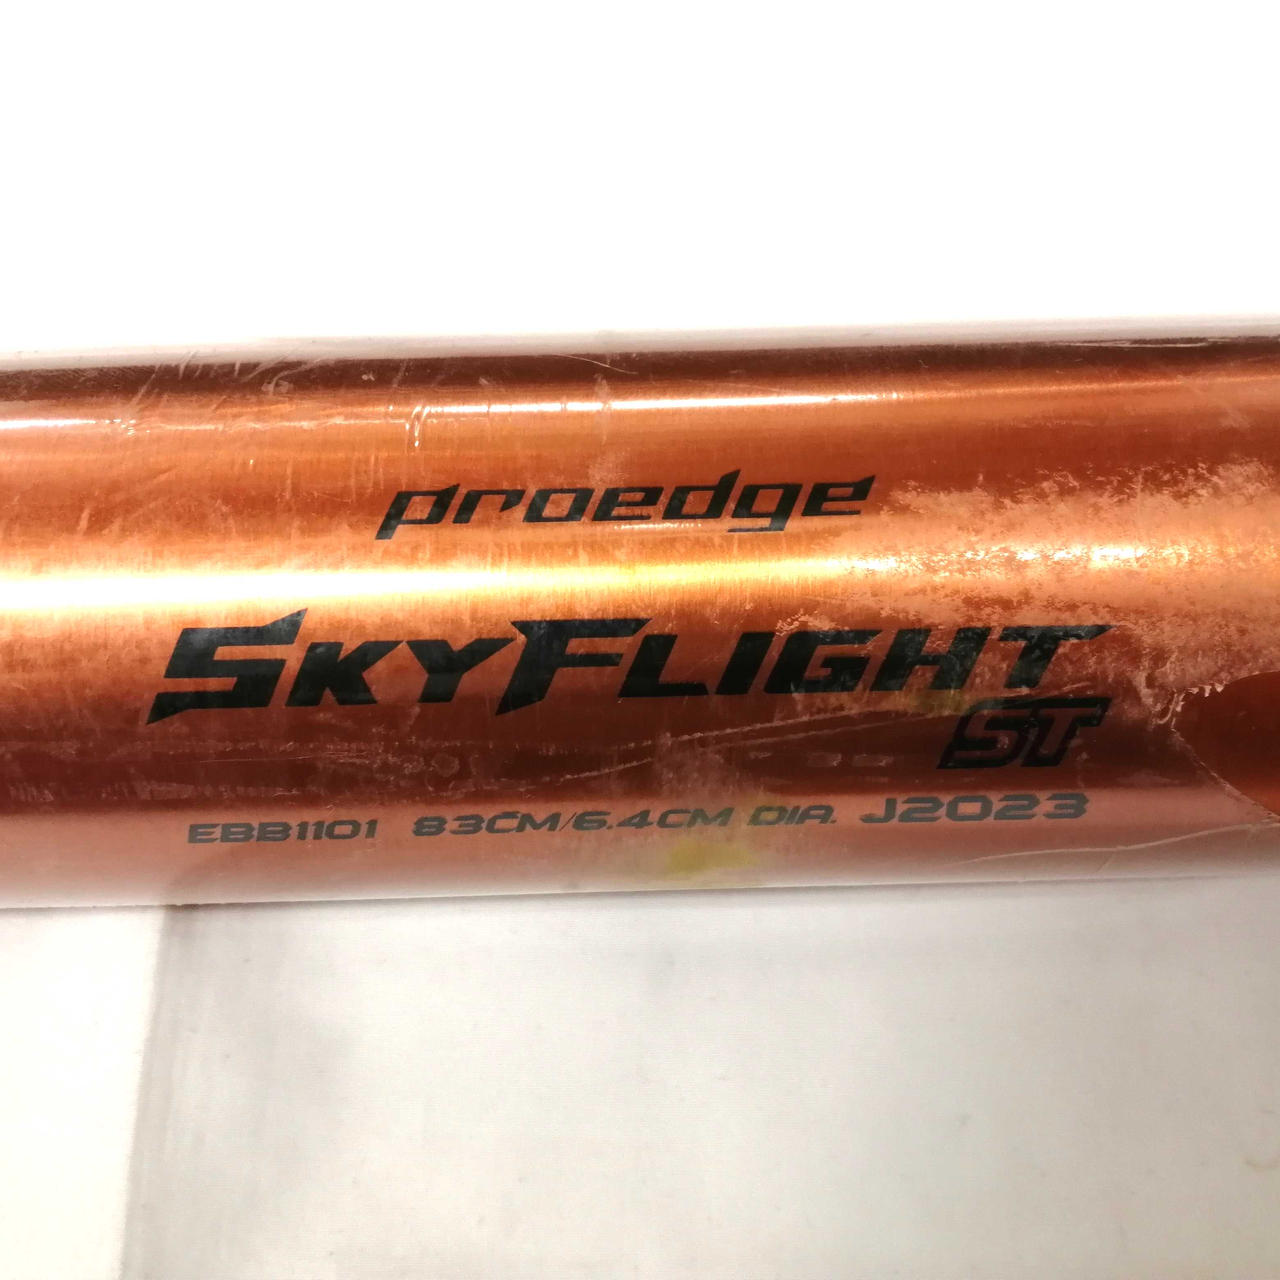 proedge
SKYFLIGHT
ST
EBB1101 83CM/6.4CM DIA. J2023